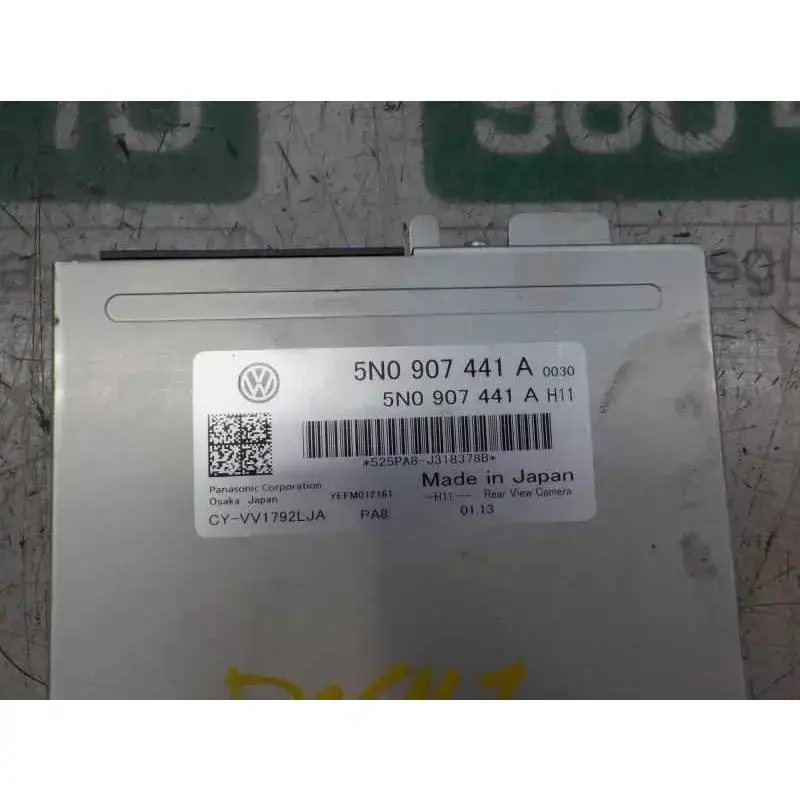 5N0 907 441 A 0030
5N0 907 441 A H11
*525PA8-J318378B*
Made in Japan
Panasonic Corporation
Osaka Japan
YEFM012161
-H11- Rear View Camera
CY-VV1792LJA PA8 01.13